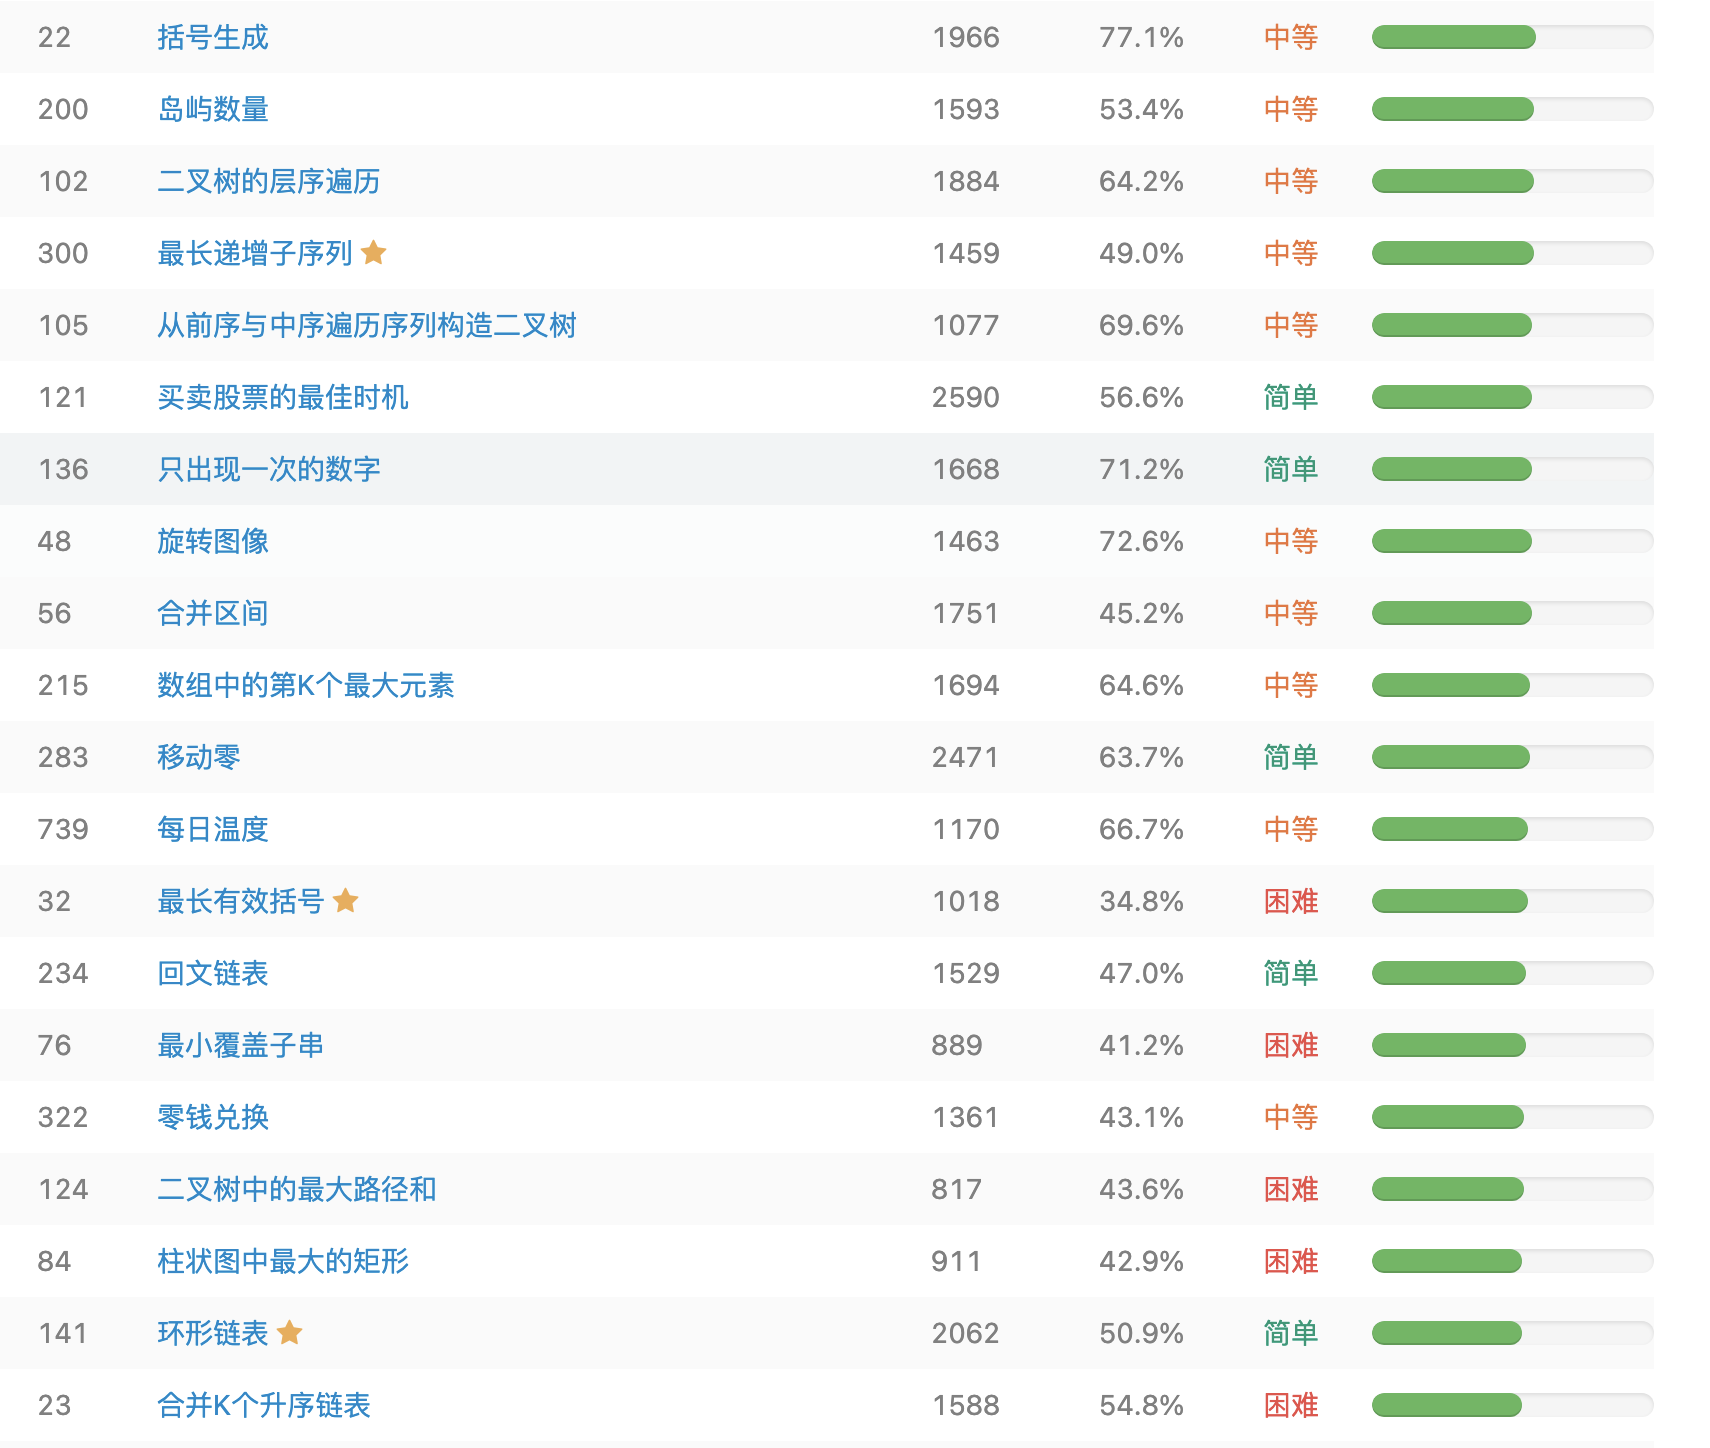 22 括号生成 1966 77.1% 中等
200 岛屿数量 1593 53.4% 中等
102 二叉树的层序遍历 1884 64.2% 中等
300 最长递增子序列 1459 49.0% 中等
105 从前序与中序遍历序列构造二叉树 1077 69.6% 中等
121 买卖股票的最佳时机 2590 56.6% 简单
136 只出现一次的数字 1668 71.2% 简单
48 旋转图像 1463 72.6% 中等
56 合并区间 1751 45.2% 中等
215 数组中的第K个最大元素 1694 64.6% 中等
283 移动零 2471 63.7% 简单
739 每日温度 1170 66.7% 中等
32 最长有效括号 1018 34.8% 困难
234 回文链表 1529 47.0% 简单
76 最小覆盖子串 889 41.2% 困难
322 零钱兑换 1361 43.1% 中等
124 二叉树中的最大路径和 817 43.6% 困难
84 柱状图中最大的矩形 911 42.9% 困难
141 环形链表 2062 50.9% 简单
23 合并K个升序链表 1588 54.8% 困难